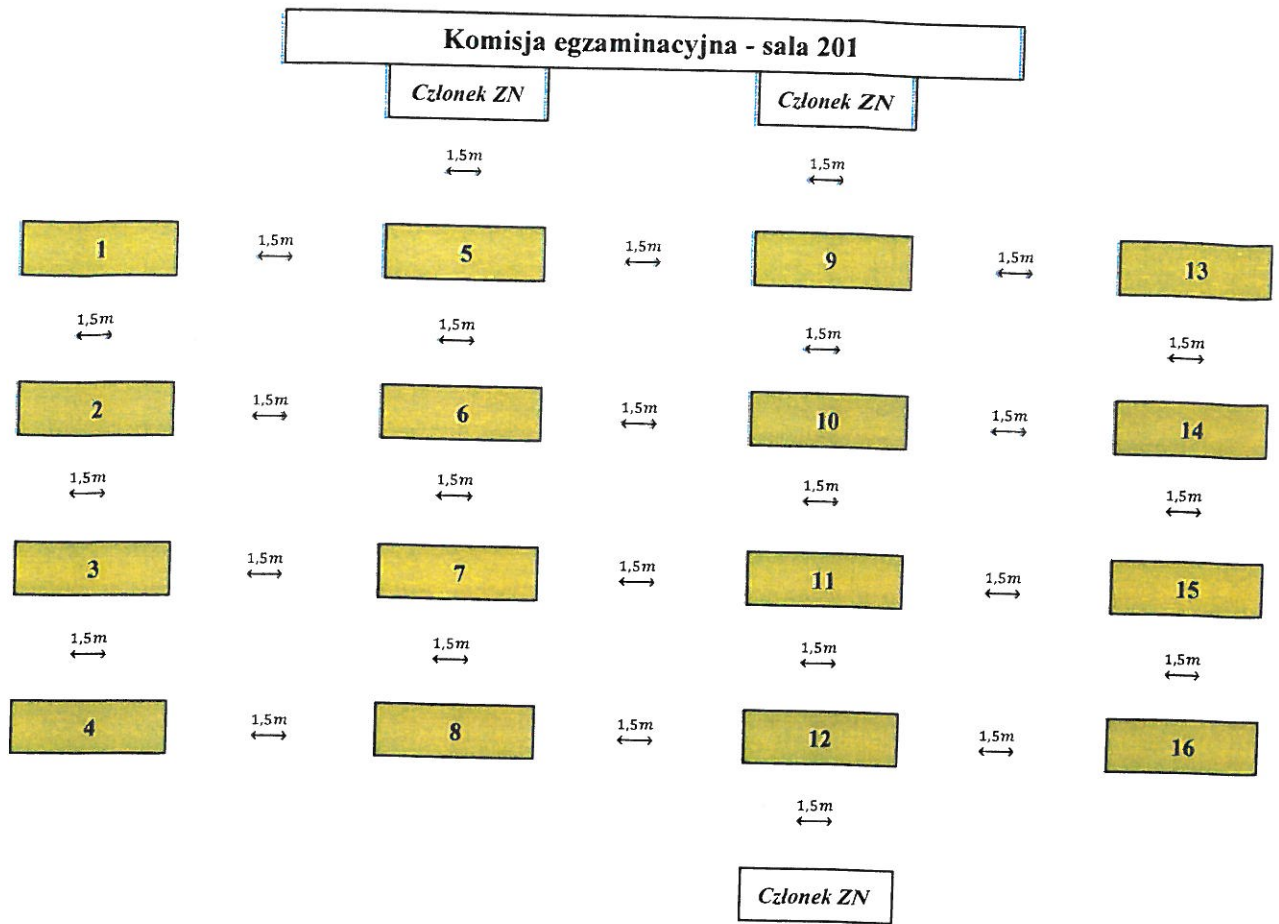 Komisja egzaminacyjna - sala 201
Członek ZN Członek ZN
1,5m 1,5m
1 1,5m 5 1,5m 9 1,5m 13
1,5m 1,5m 1,5m 1,5m
2 1,5m 6 1,5m 10 1,5m 14
1,5m 1,5m 1,5m 1,5m
3 1,5m 7 1,5m 11 1,5m 15
1,5m 1,5m 1,5m 1,5m
4 1,5m 8 1,5m 12 1,5m 16
1,5m
Członek ZN